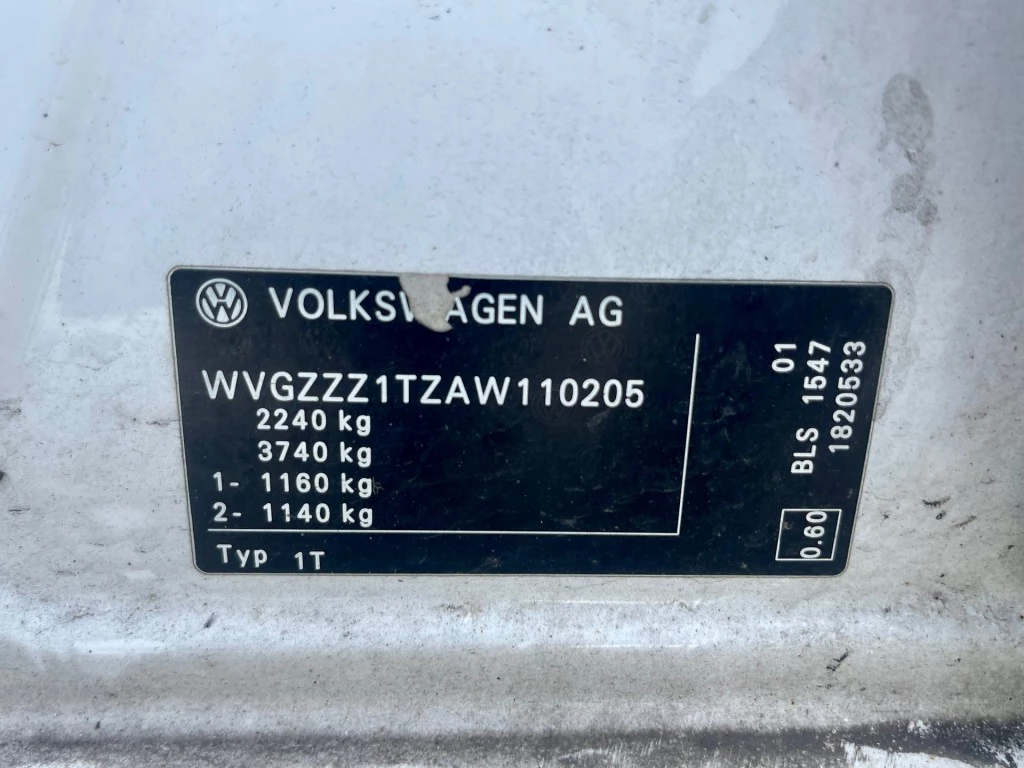 VOLKSWAGEN AG
WVGZZZ1TZAW110205
2240 kg
3740 kg
1- 1160 kg
2- 1140 kg
Typ 1T
01
BLS 1547
1820533
0.60